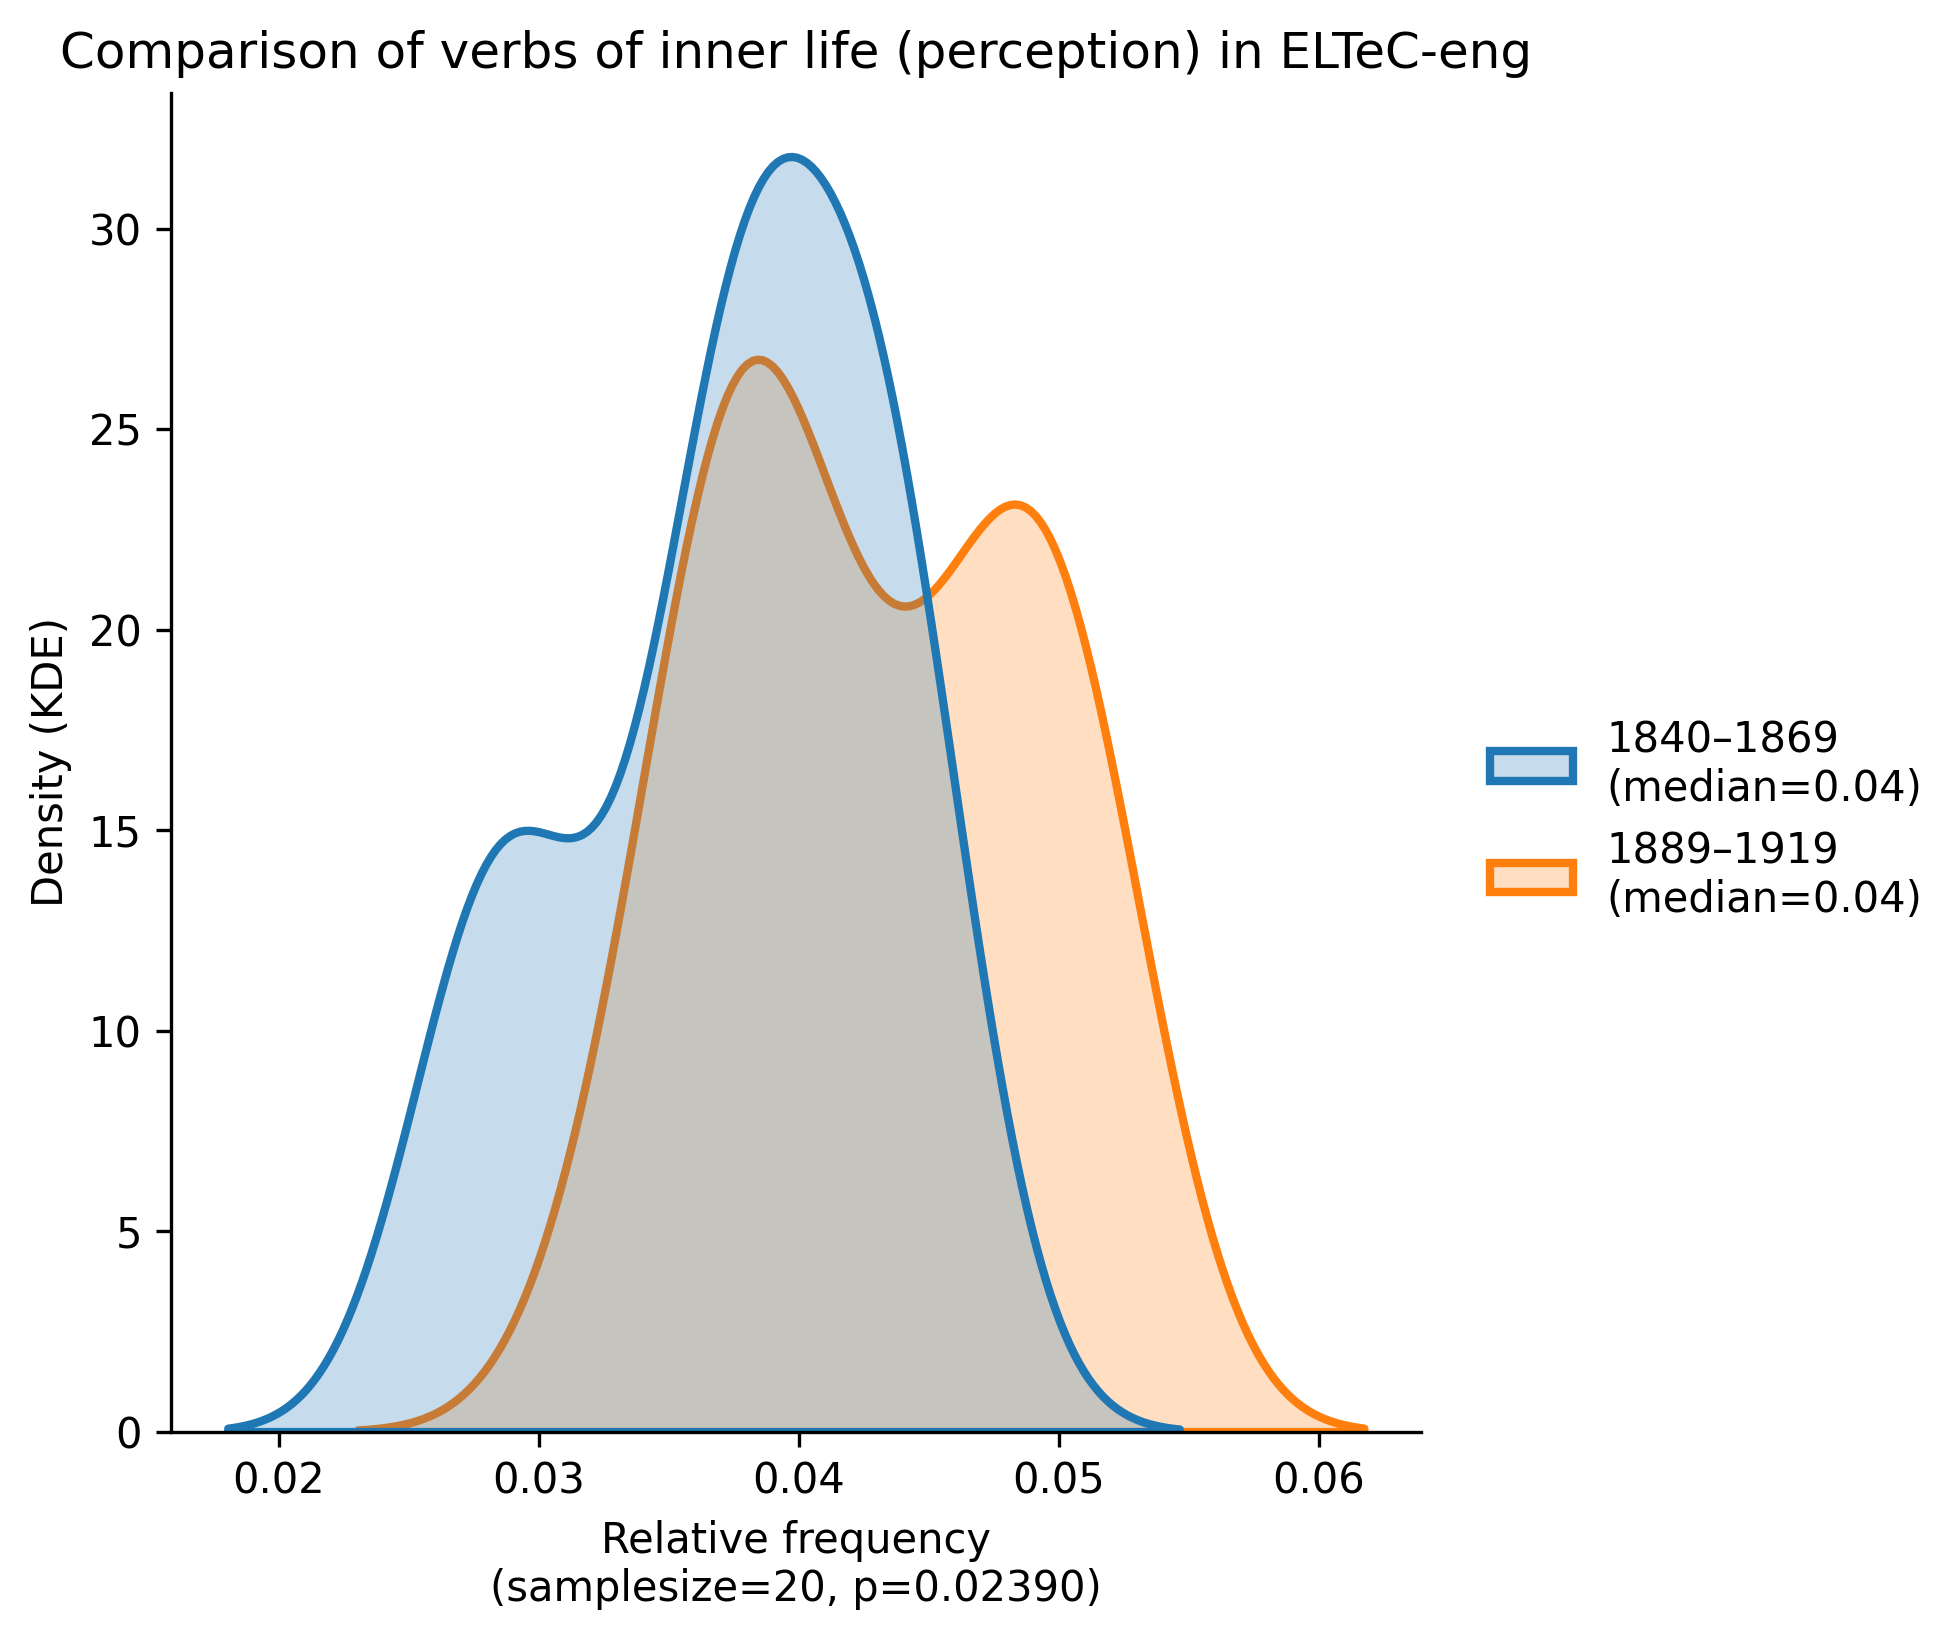 Comparison of verbs of inner life (perception) in ELTeC-eng
Density (KDE)
30
25
20
15
10
5
0
0.02 0.03 0.04 0.05 0.06
Relative frequency
(samplesize=20, p=0.02390)
1840–1869
(median=0.04)
1889–1919
(median=0.04)